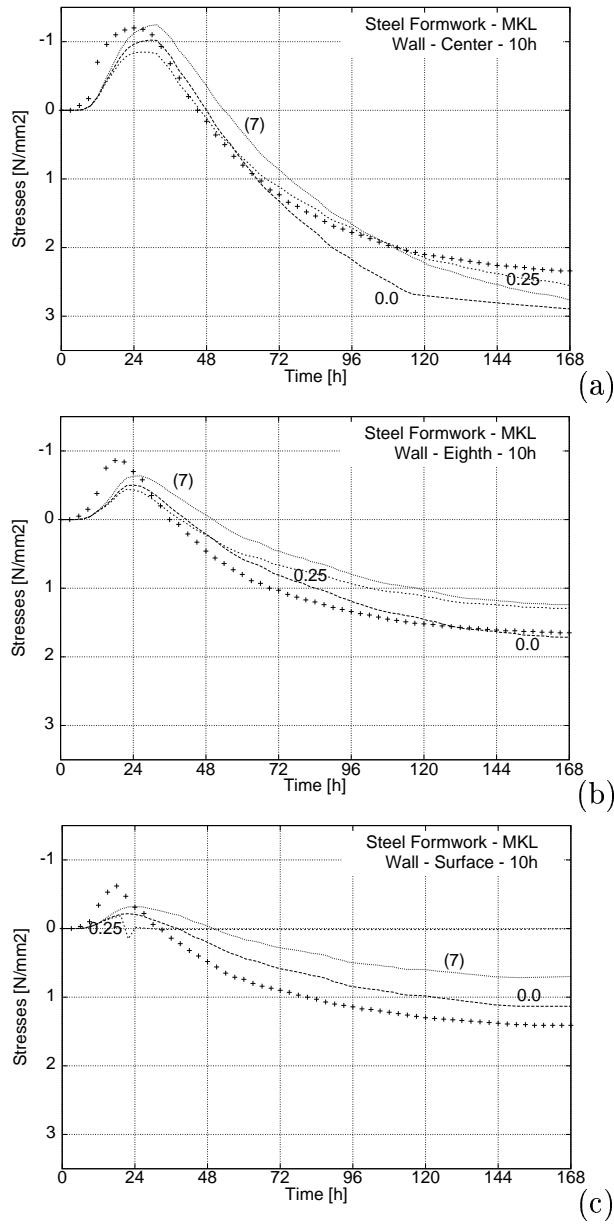 Steel Formwork - MKL
Wall - Center - 10h
-1
0
1
2
3
Stresses [N/mm2]
(7)
0.25
0.0
0 24 48 72 96 120 144 168
Time [h]
(a)
Steel Formwork - MKL
Wall - Eighth - 10h
-1
0
1
2
3
Stresses [N/mm2]
(7)
0.25
0.0
0 24 48 72 96 120 144 168
Time [h]
(b)
Steel Formwork - MKL
Wall - Surface - 10h
-1
0
1
2
3
Stresses [N/mm2]
0.25
(7)
0.0
0 24 48 72 96 120 144 168
Time [h]
(c)